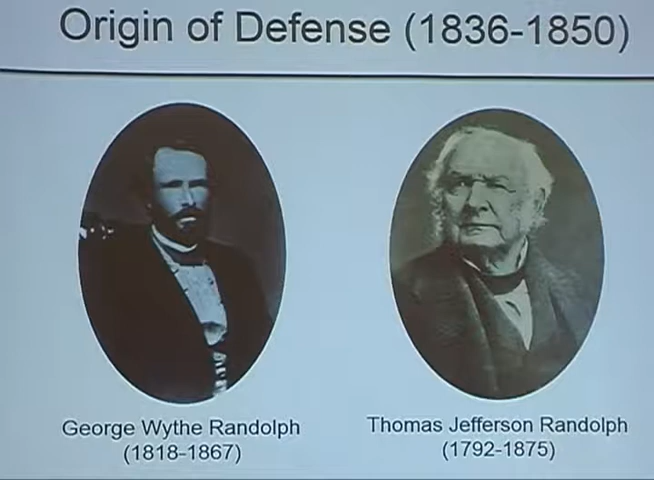 Origin of Defense (1836-1850)
George Wythe Randolph
(1818-1867)
Thomas Jefferson Randolph
(1792-1875)